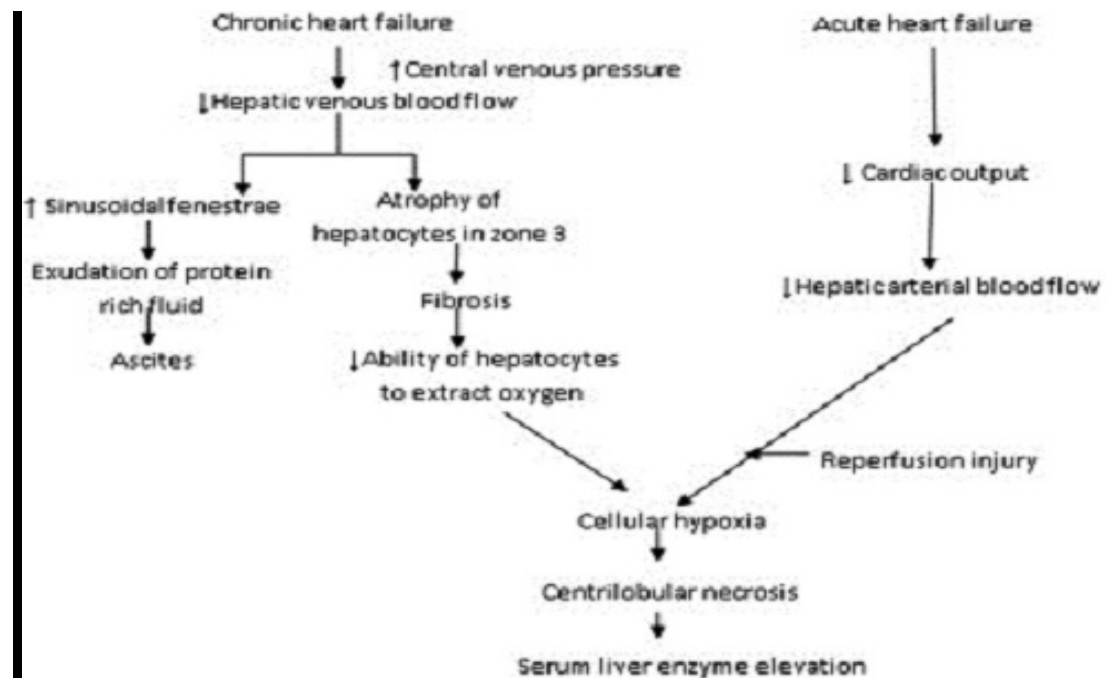 Chronic heart failure
Acute heart failure
↑Central venous pressure
↓Hepatic venous blood flow
↓ Cardiac output
↑ Sinusoidal fenestrae
Atrophy of
hepatocytes in zone 3
Exudation of protein
rich fluid
↓Hepatic arterial blood flow
Fibrosis
Ascites
↓Ability of hepatocytes
to extract oxygen
Reperfusion injury
Cellular hypoxia
Centrilobular necrosis
Serum liver enzyme elevation